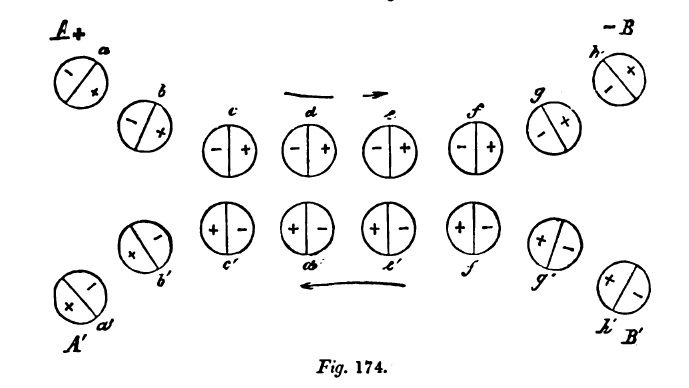 A+ - B
a h
b g
c d e f
- + - + - + - + - + - + - + - +
+ - + - + - + - + - + - + - + -
c' e' f
b' g'
a' h'
A' B'
Fig. 174.